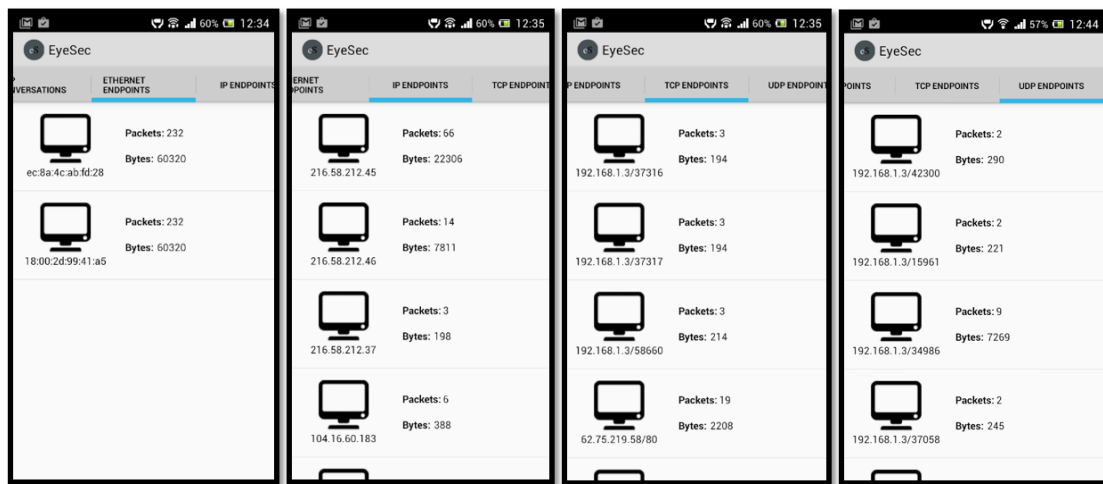 60% 12:34
EyeSec
NVERSATIONS
ETHERNET
ENDPOINTS
IP ENDPOINTS
Packets: 232
Bytes: 60320
ec:8a:4c:ab:fd:28
Packets: 232
Bytes: 60320
18:00:2d:99:41:a5
60% 12:35
EyeSec
ERNET
POINTS
IP ENDPOINTS
TCP ENDPOINT
Packets: 66
Bytes: 22306
216.58.212.45
Packets: 14
Bytes: 7811
216.58.212.46
Packets: 3
Bytes: 198
216.58.212.37
Packets: 6
Bytes: 388
104.16.60.183
60% 12:35
EyeSec
P ENDPOINTS
TCP ENDPOINTS
UDP ENDPOINT
Packets: 3
Bytes: 194
192.168.1.3/37316
Packets: 3
Bytes: 194
192.168.1.3/37317
Packets: 3
Bytes: 214
192.168.1.3/58660
Packets: 19
Bytes: 2208
62.75.219.58/80
57% 12:44
EyeSec
POINTS
TCP ENDPOINTS
UDP ENDPOINTS
Packets: 2
Bytes: 290
192.168.1.3/42300
Packets: 2
Bytes: 221
192.168.1.3/15961
Packets: 9
Bytes: 7269
192.168.1.3/34986
Packets: 2
Bytes: 245
192.168.1.3/37058